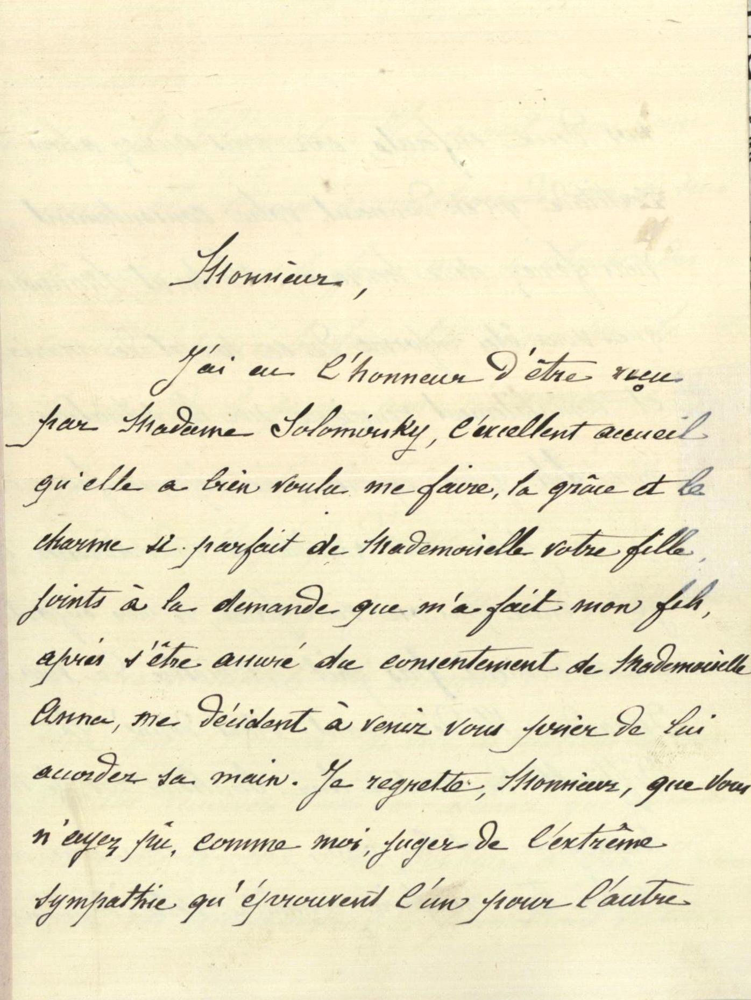 Monsieur,
J'ai eu l'honneur d'être reçu
par Madame Solomirsky, l'excellent accueil
qu'elle a bien voulu me faire, la grâce et le
charme si parfait de Mademoiselle votre fille,
joints à la demande que m'a fait mon fils,
après s'être assuré du consentement de Mademoiselle
Anna, me décident à venir vous prier de lui
accorder sa main. Je regrette, Monsieur, que vous
n'ayez pû, comme moi, juger de l'extrême
sympathie qu'éprouvent l'un pour l'autre